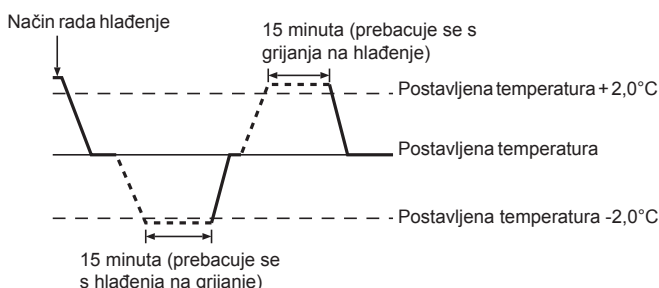 Način rada hlađenje
15 minuta (prebacuje se s
grijanja na hlađenje)
Postavljena temperatura + 2,0°C
Postavljena temperatura
Postavljena temperatura -2,0°C
15 minuta (prebacuje se
s hlađenja na grijanje)